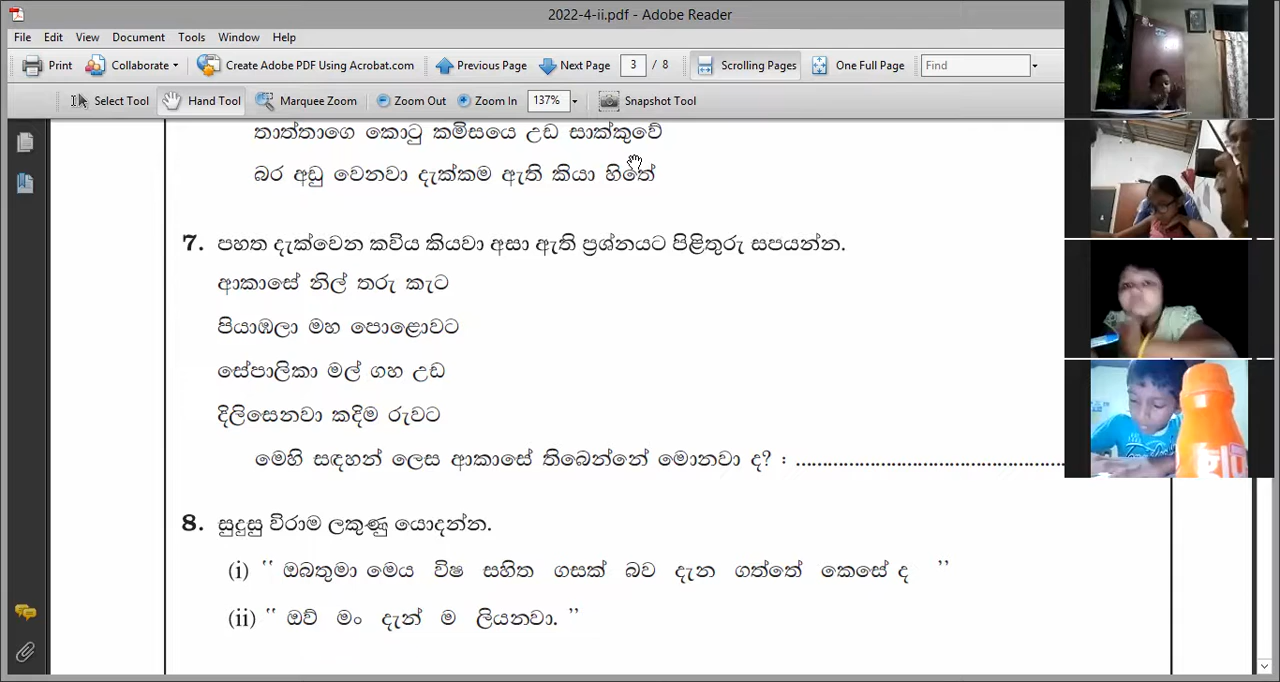 2022-4-ii.pdf - Adobe Reader
File Edit View Document Tools Window Help
Print Collaborate Create Adobe PDF Using Acrobat.com Previous Page Next Page 3 / 8 Scrolling Pages One Full Page Find
Select Tool Hand Tool Marquee Zoom Zoom Out Zoom In 137% Snapshot Tool
තාත්තාගෙ කොටු කමිසයෙ උඩ සාක්කුවේ
බර අඩු වෙනවා දැක්කම ඇති කියා හිතේ
7. පහත දැක්වෙන කවිය කියවා අසා ඇති ප්‍රශ්නයට පිළිතුරු සපයන්න.
ආකාසේ නිල් තරු කැට
පියාඹලා මහ පොළොවට
සේපාලිකා මල් ගහ උඩ
දිලිසෙනවා කදිම රුවට
මෙහි සඳහන් ලෙස ආකාසේ තිබෙන්නේ මොනවා ද? : ..................................................
8. සුදුසු විරාම ලකුණු යොදන්න.
(i) “ ඔබතුමා මෙය විෂ සහිත ගසක් බව දැන ගත්තේ කෙසේ ද ”
(ii) “ ඔව් මං දැන් ම ලියනවා. ”